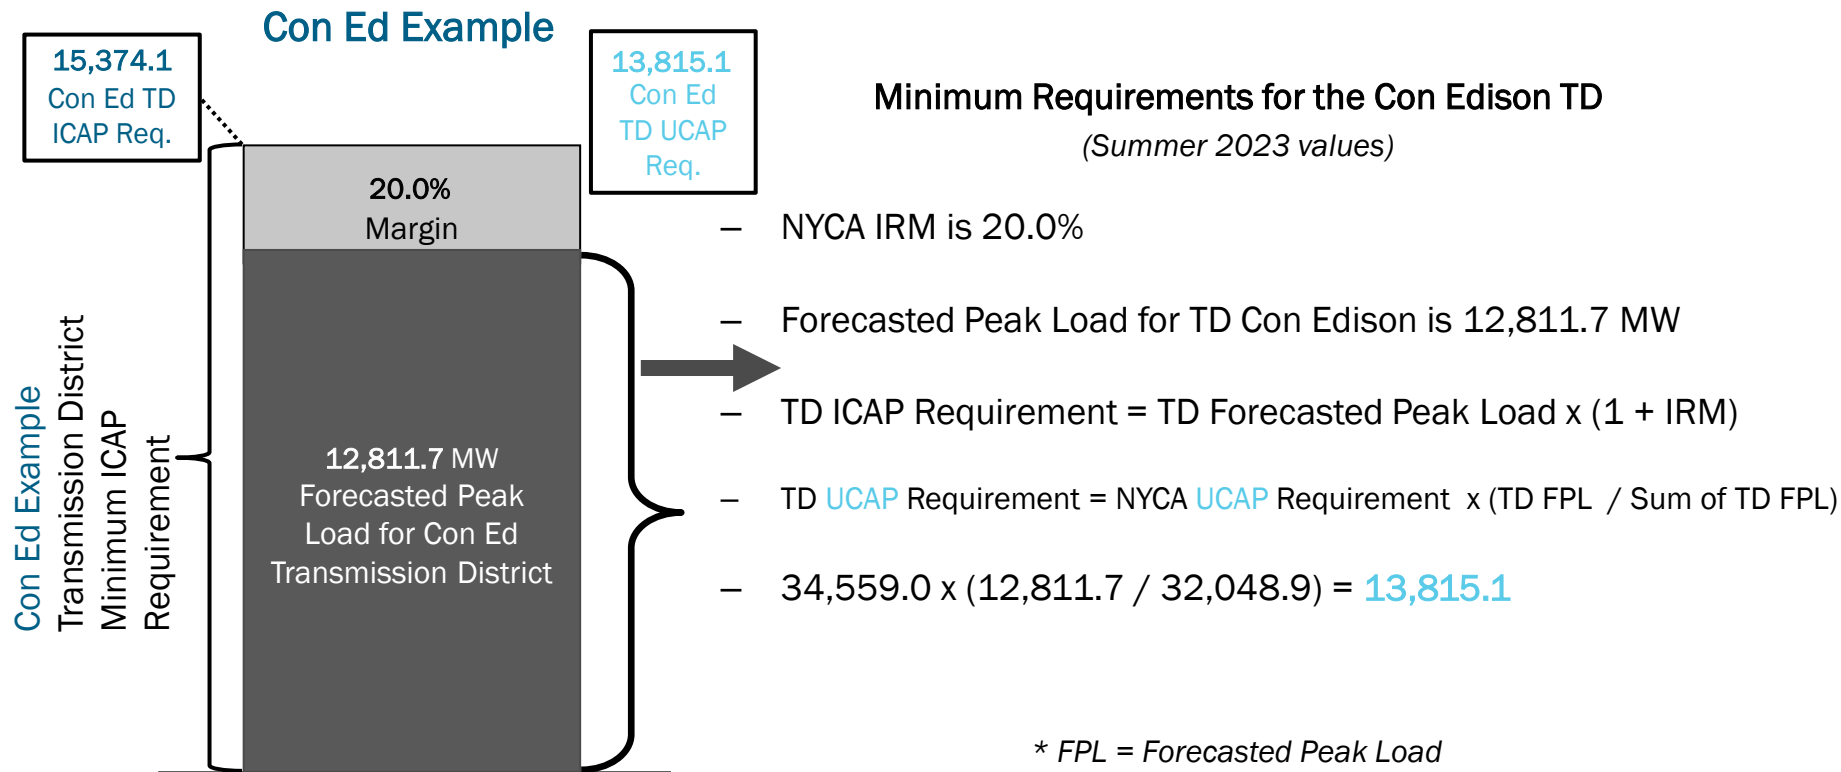 Con Ed Example
15,374.1
Con Ed TD
ICAP Req.
13,815.1
Con Ed
TD UCAP
Req.
20.0%
Margin
12,811.7 MW
Forecasted Peak
Load for Con Ed
Transmission District
Con Ed Example
Transmission District
Minimum ICAP
Requirement
Minimum Requirements for the Con Edison TD
(Summer 2023 values)
– NYCA IRM is 20.0%
– Forecasted Peak Load for TD Con Edison is 12,811.7 MW
– TD ICAP Requirement = TD Forecasted Peak Load x (1 + IRM)
– TD UCAP Requirement = NYCA UCAP Requirement x (TD FPL / Sum of TD FPL)
– 34,559.0 x (12,811.7 / 32,048.9) = 13,815.1
* FPL = Forecasted Peak Load